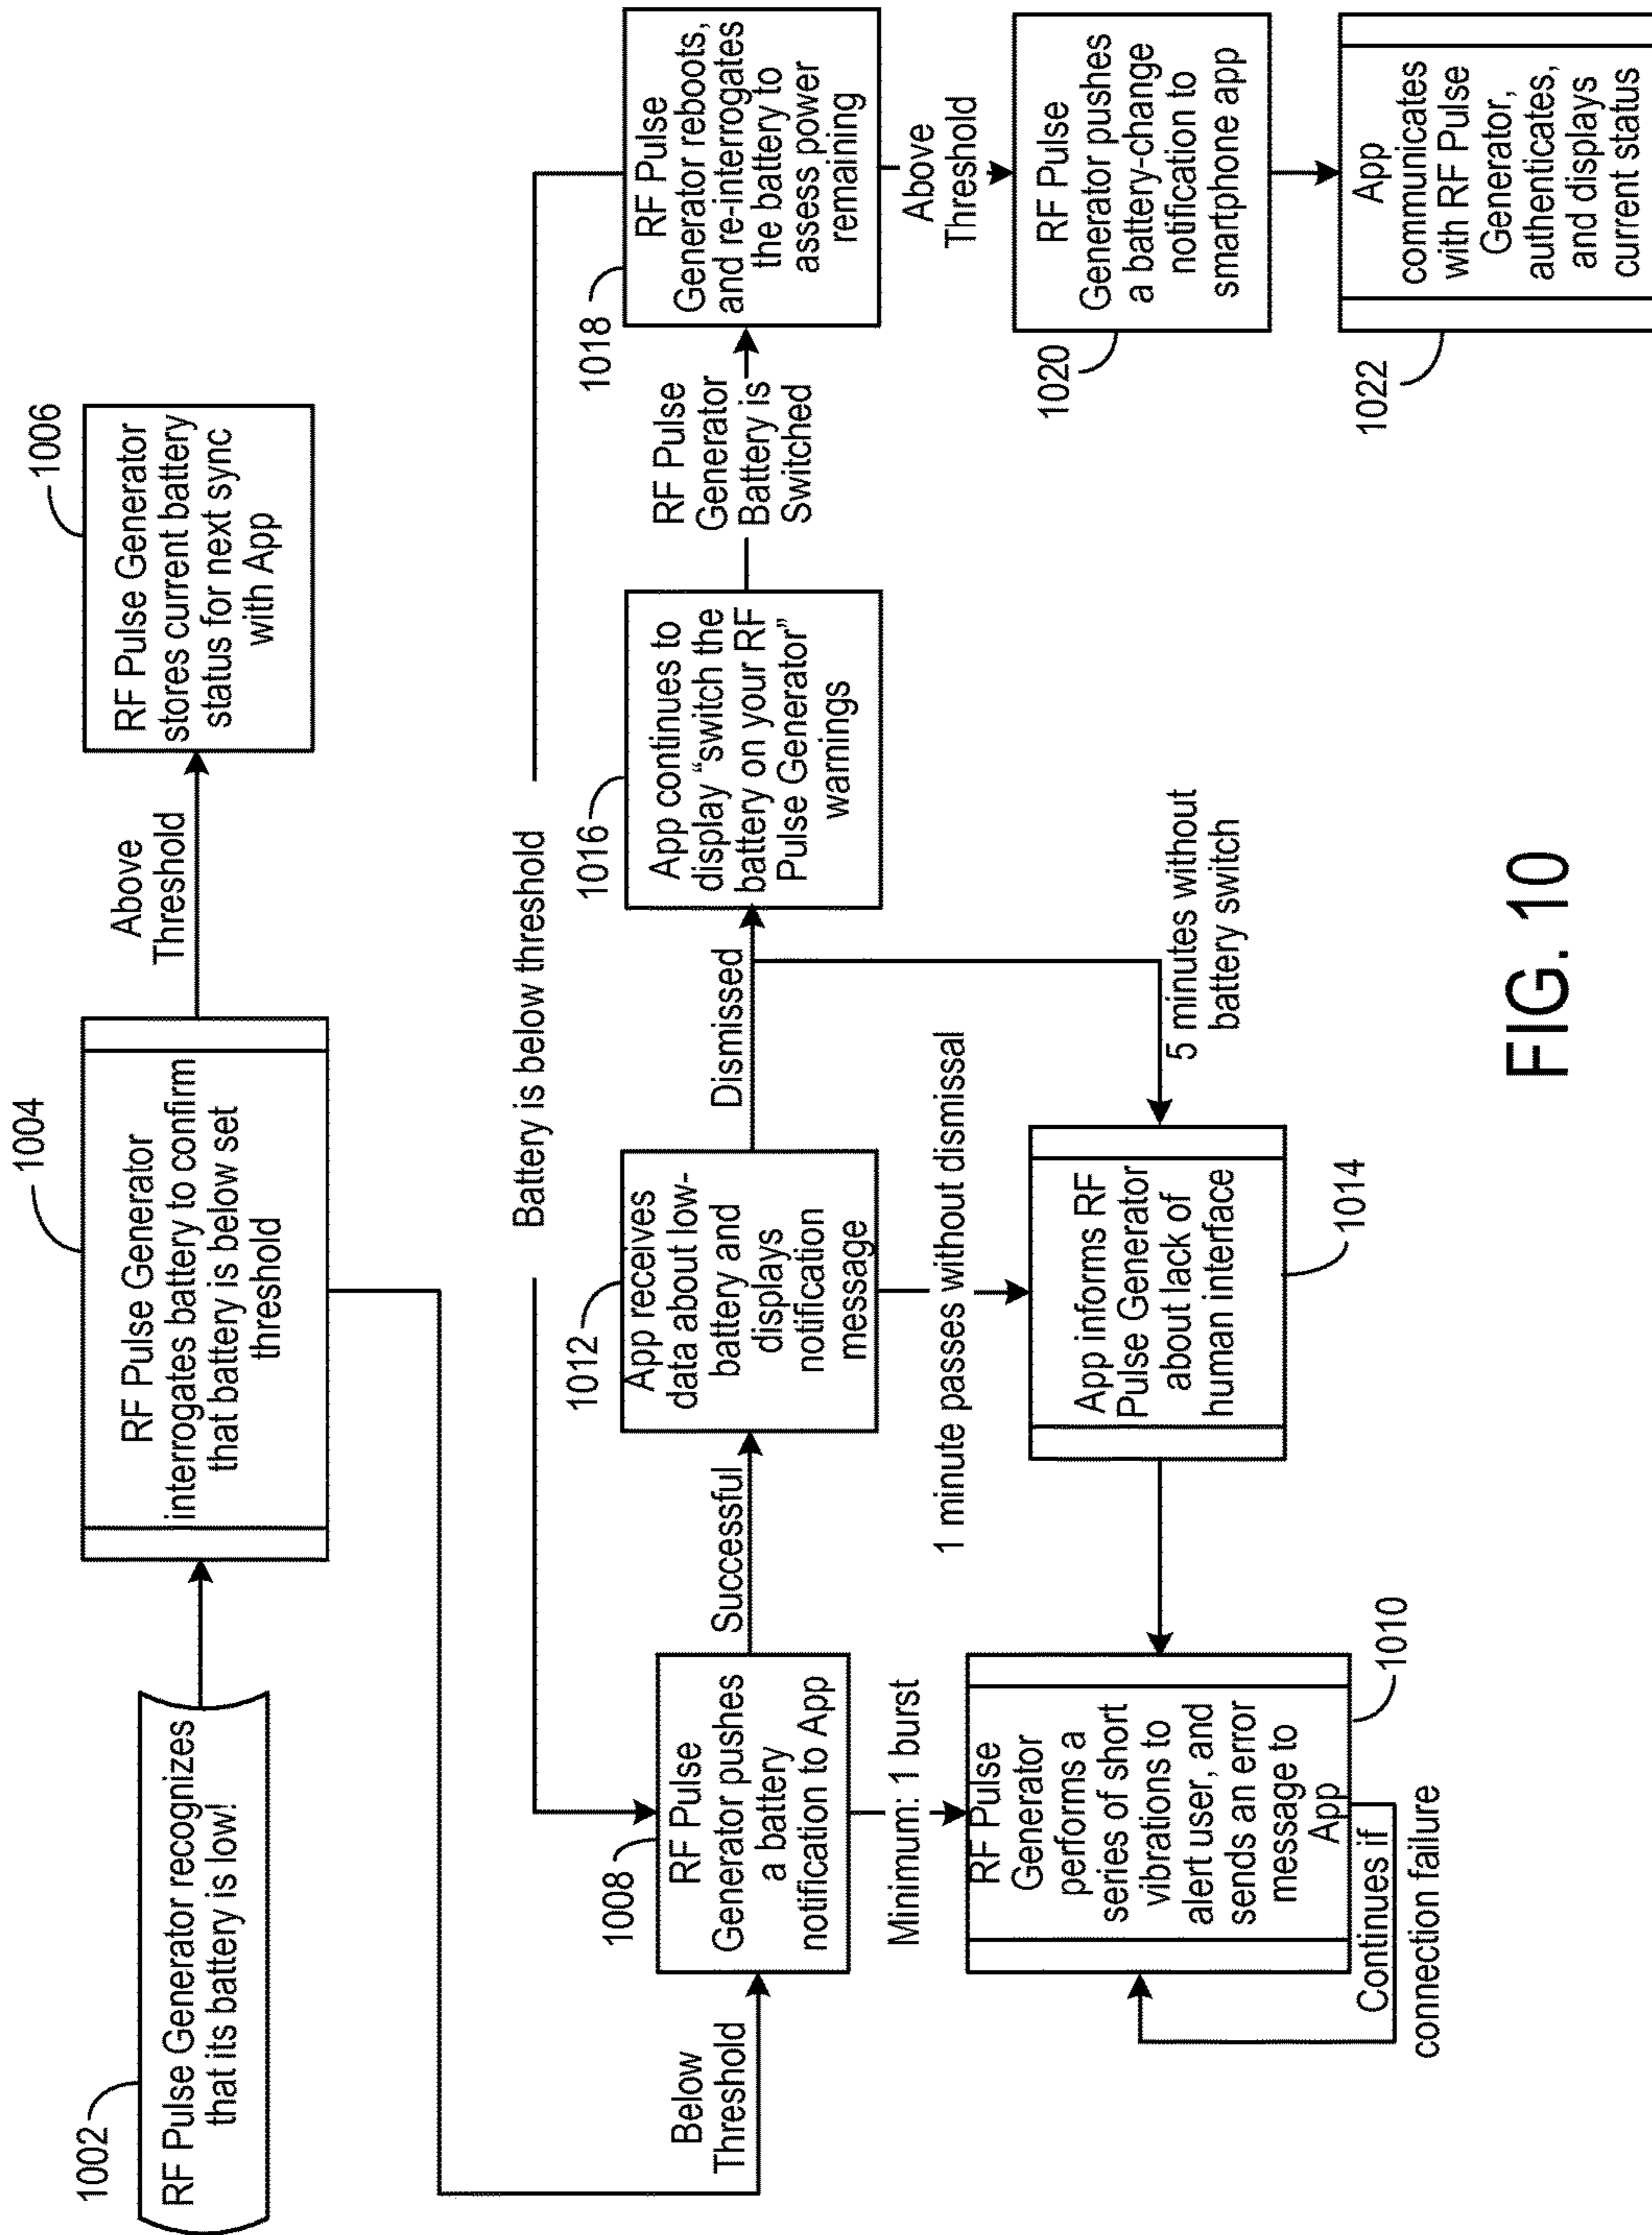 1002
RF Pulse Generator recognizes
that its battery is low!
1004
RF Pulse Generator
interrogates battery to confirm
that battery is below set
threshold
Above
Threshold
1006
RF Pulse Generator
stores current battery
status for next sync
with App
Below
Threshold
Battery is below threshold
1008
RF Pulse
Generator pushes
a battery
notification to App
Successful
1012
App receives
data about low-
battery and
displays
notification
message
Dismissed
1016
App continues to
display “switch the
battery on your RF
Pulse Generator”
warnings
RF Pulse
Generator
Battery is
Switched
1018
RF Pulse
Generator reboots,
and re-interrogates
the battery to
assess power
remaining
Minimum: 1 burst
1 minute passes without dismissal
5 minutes without
battery switch
Above
Threshold
RF Pulse
Generator
performs a
series of short
vibrations to
alert user, and
sends an error
message to
App
1010
Continues if
connection failure
App informs RF
Pulse Generator
about lack of
human interface
1014
1020
RF Pulse
Generator pushes
a battery-change
notification to
smartphone app
1022
App
communicates
with RF Pulse
Generator,
authenticates,
and displays
current status
FIG. 10